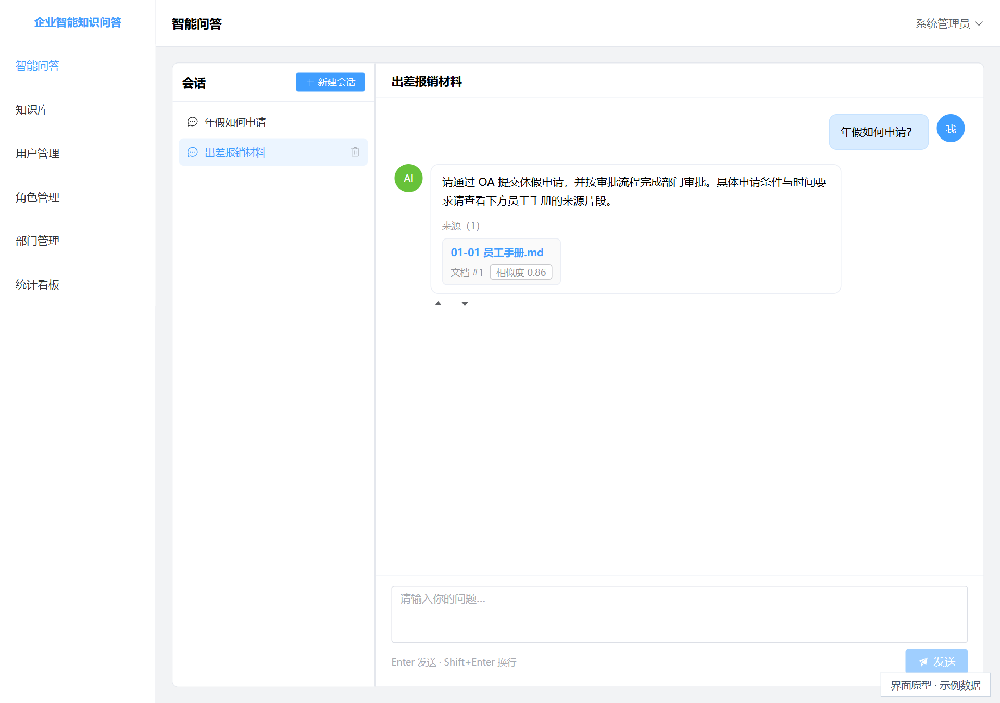 企业智能知识问答
智能问答
知识库
用户管理
角色管理
部门管理
统计看板
智能问答
系统管理员
会话
新建会话
年假如何申请
出差报销材料
出差报销材料
年假如何申请?
我
AI
请通过 OA 提交休假申请，并按审批流程完成部门审批。具体申请条件与时间要
求请查看下方员工手册的来源片段。
来源（1）
01-01 员工手册.md
文档 #1 相似度 0.86
请输入你的问题...
Enter 发送 · Shift+Enter 换行
发送
界面原型 · 示例数据